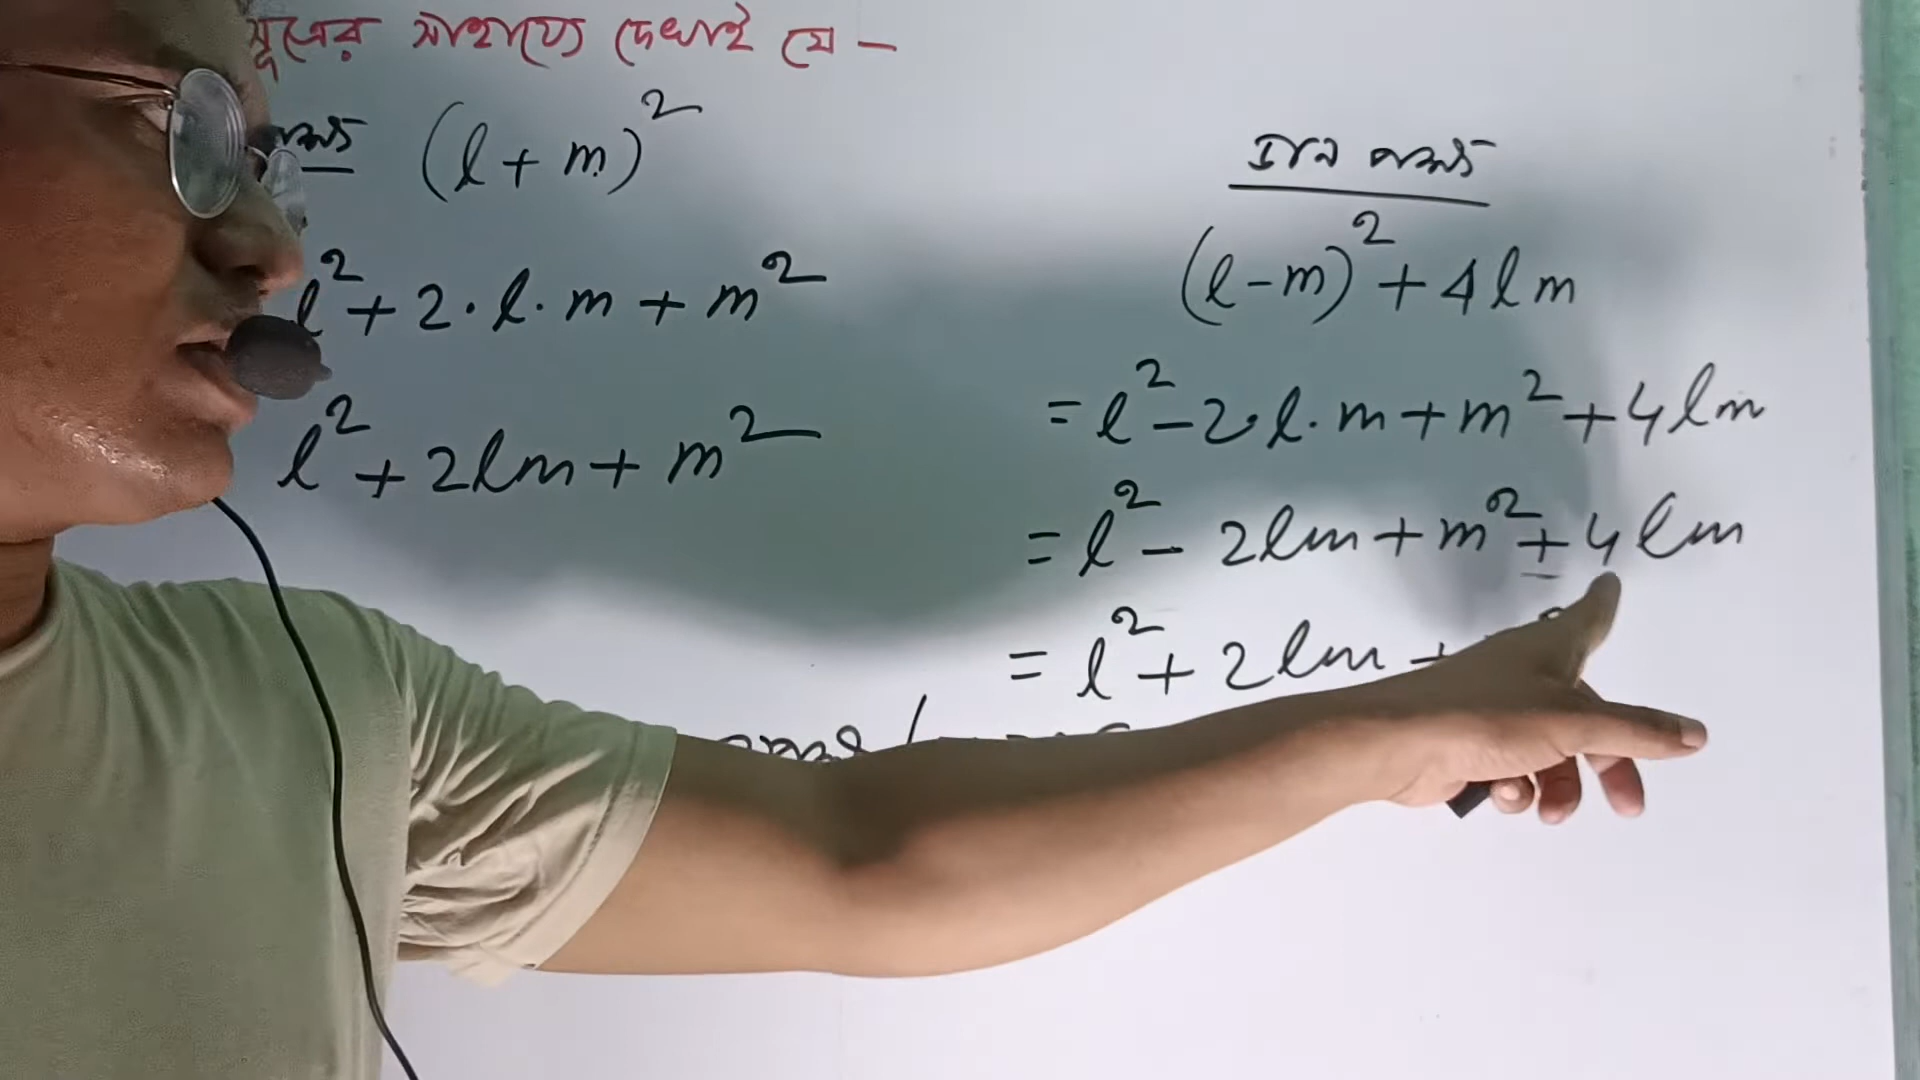 সূত্রের সাহায্যে দেখাই যে -
(l + m)²
l² + 2 · l · m + m²
l² + 2lm + m²
ডান পক্ষ
(l - m)² + 4lm
= l² - 2 · l · m + m² + 4lm
= l² - 2lm + m² + 4lm
= l² + 2lm +